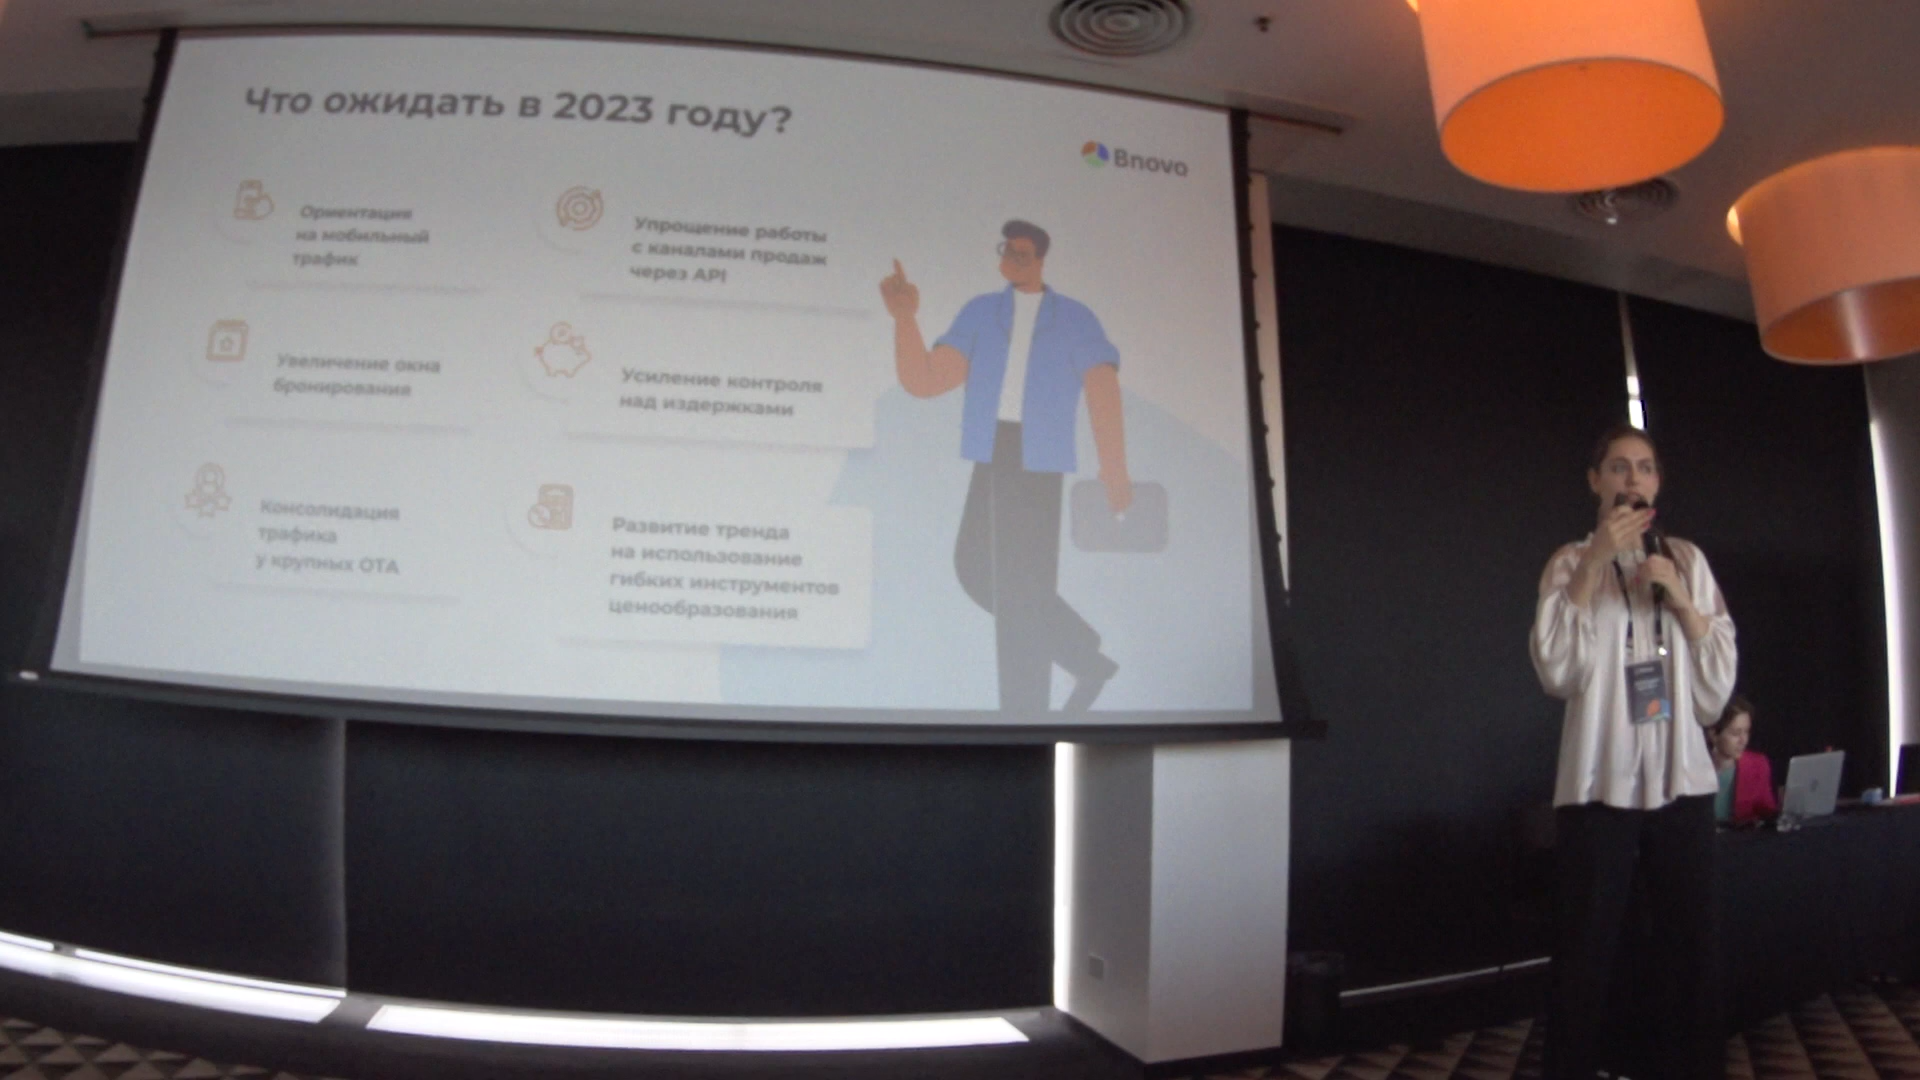 Что ожидать в 2023 году?
Bnovo
Ориентация
на мобильный
трафик
Упрощение работы
с каналами продаж
через API
Увеличение окна
бронирования
Усиление контроля
над издержками
Консолидация
трафика
у крупных ОТА
Развитие тренда
на использование
гибких инструментов
ценообразования